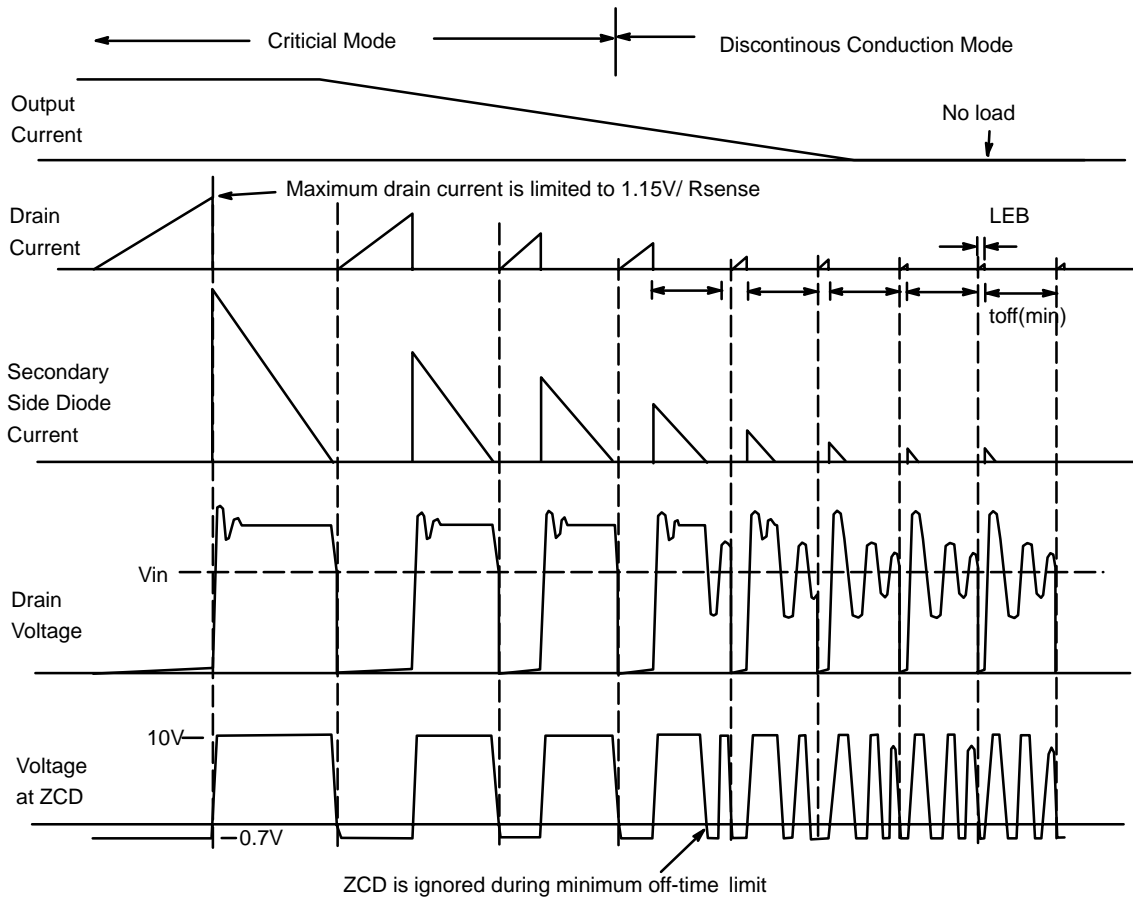 Criticial Mode
Discontinous Conduction Mode
Output
Current
No load
Maximum drain current is limited to 1.15V/ Rsense
Drain
Current
LEB
toff(min)
Secondary
Side Diode
Current
Vin
Drain
Voltage
10V
Voltage
at ZCD
-0.7V
ZCD is ignored during minimum off-time limit